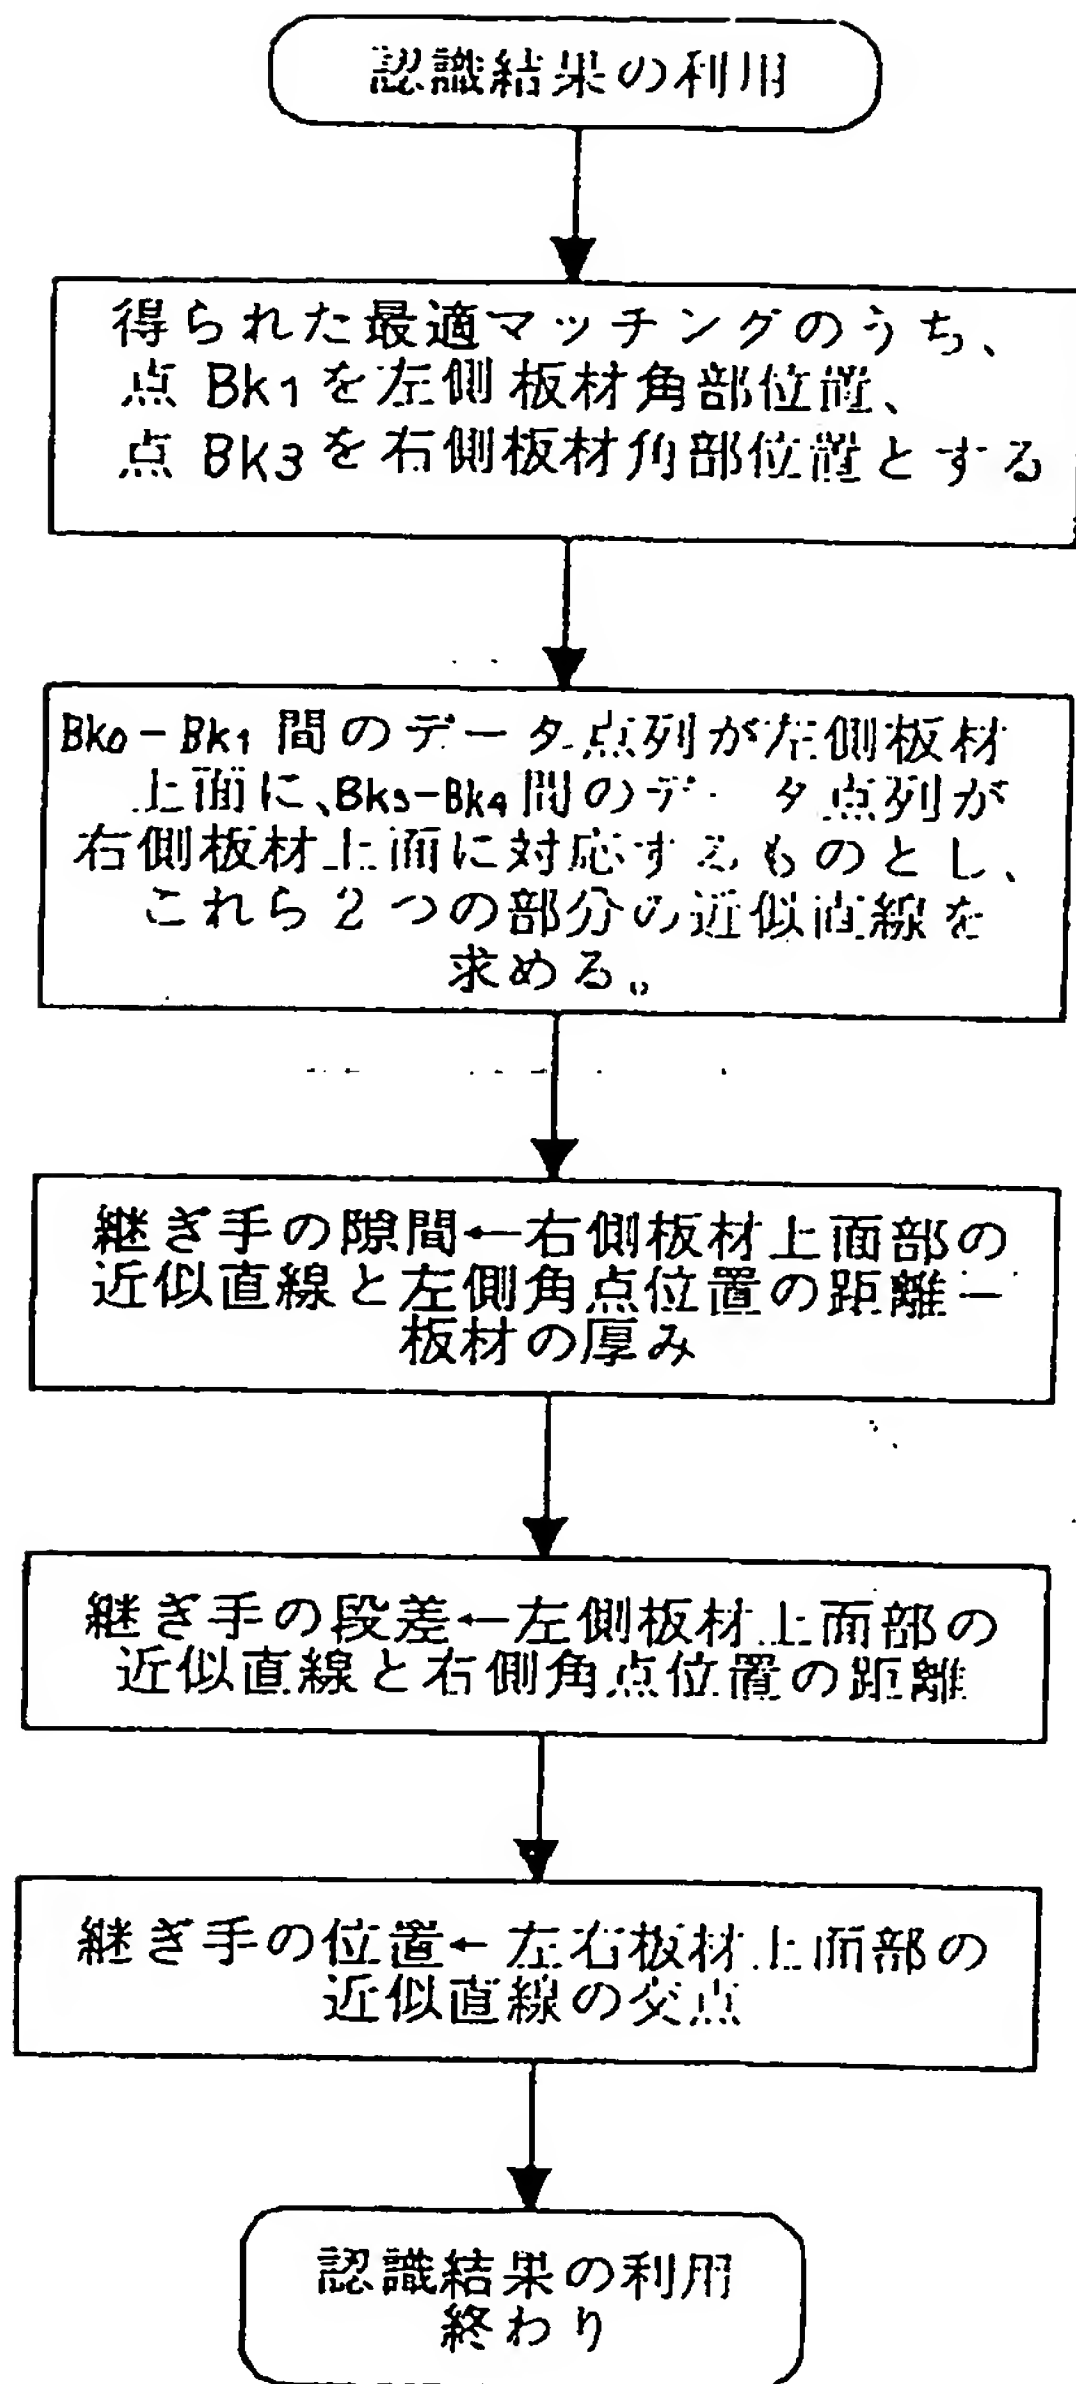 認識結果の利用
得られた最適マッチングのうち、
点 Bk1 を左側板材角部位置、
点 Bk3 を右側板材角部位置とする
Bk0-Bk1 間のデータ点列が左側板材
上面に、Bk3-Bk4 間のデータ点列が
右側板材上面に対応するものとし、
これら2つの部分の近似直線を
求める。
継ぎ手の隙間←右側板材上面部の
近似直線と左側角点位置の距離－
板材の厚み
継ぎ手の段差←左側板材上面部の
近似直線と右側角点位置の距離
継ぎ手の位置←左右板材上面部の
近似直線の交点
認識結果の利用
終わり